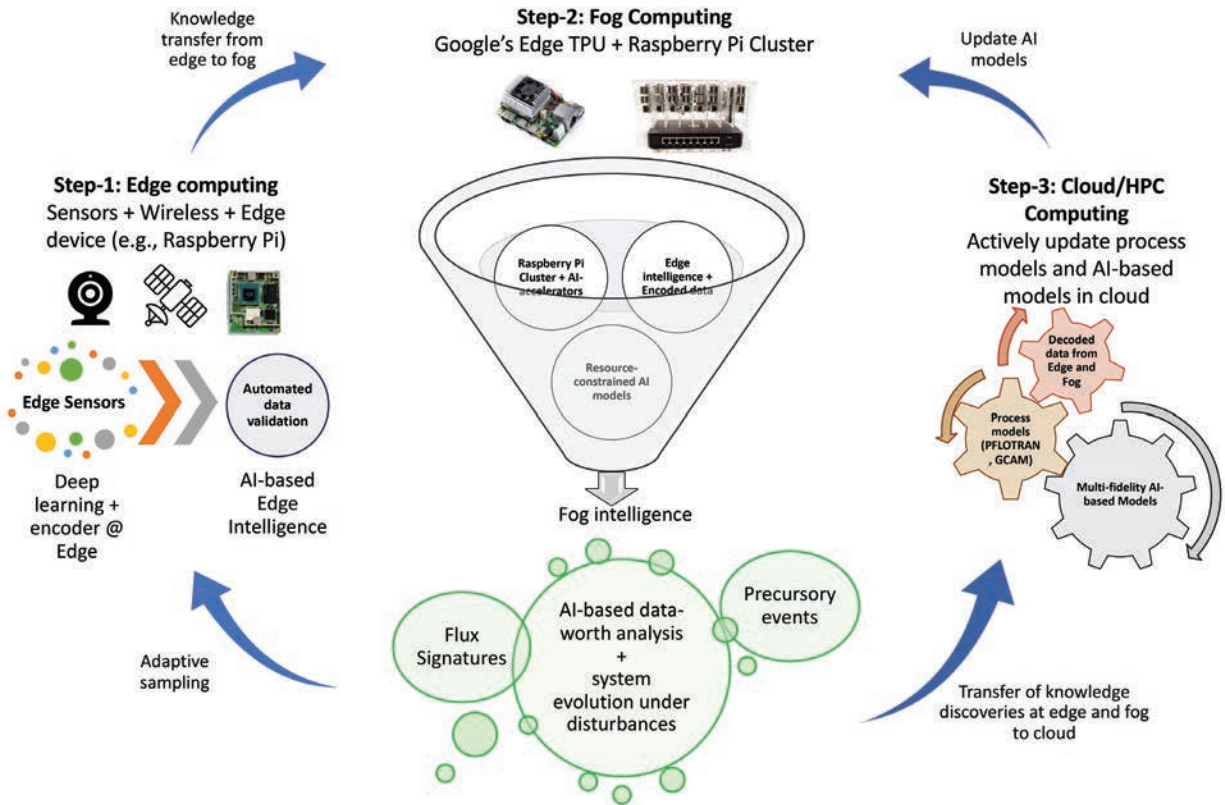 Knowledge
transfer from
edge to fog
Step-2: Fog Computing
Google's Edge TPU + Raspberry Pi Cluster
Update AI
models
Step-1: Edge computing
Sensors + Wireless + Edge
device (e.g., Raspberry Pi)
Edge Sensors
Automated
data
validation
Deep
learning +
encoder @
Edge
AI-based
Edge
Intelligence
Raspberry Pi
Cluster + AI-
accelerators
Edge
intelligence +
Encoded data
Resource-
constrained AI
models
Fog intelligence
Step-3: Cloud/HPC
Computing
Actively update process
models and AI-based
models in cloud
Decoded
data from
Edge and
Fog
Process
models
(PFLOTRAN
, GCAM)
Multi-fidelity AI-
based Models
Flux
Signatures
AI-based data-
worth analysis
+
system
evolution under
disturbances
Precursory
events
Adaptive
sampling
Transfer of knowledge
discoveries at edge and fog
to cloud